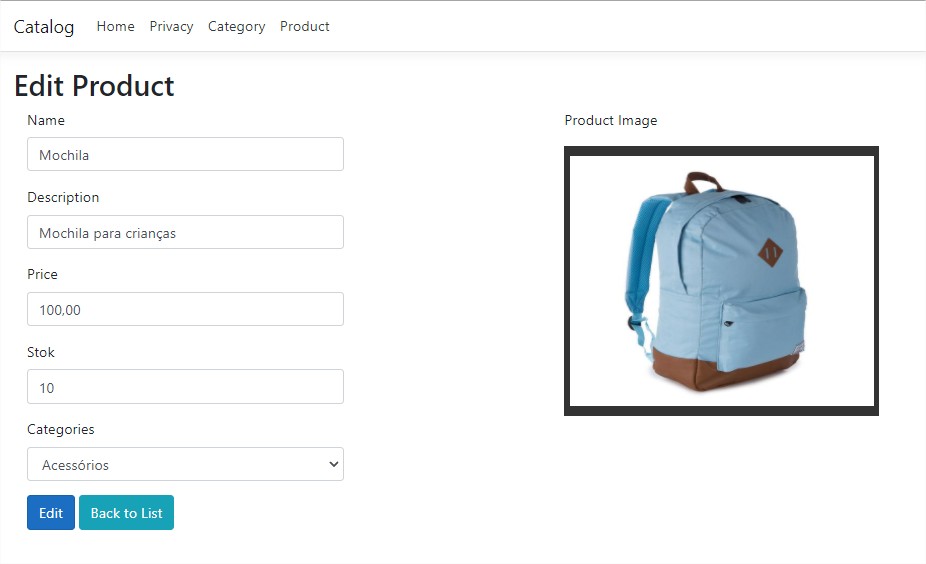 Catalog Home Privacy Category Product
Edit Product
Name
Mochila
Description
Mochila para crianças
Price
100,00
Stok
10
Categories
Acessórios
Edit Back to List
Product Image